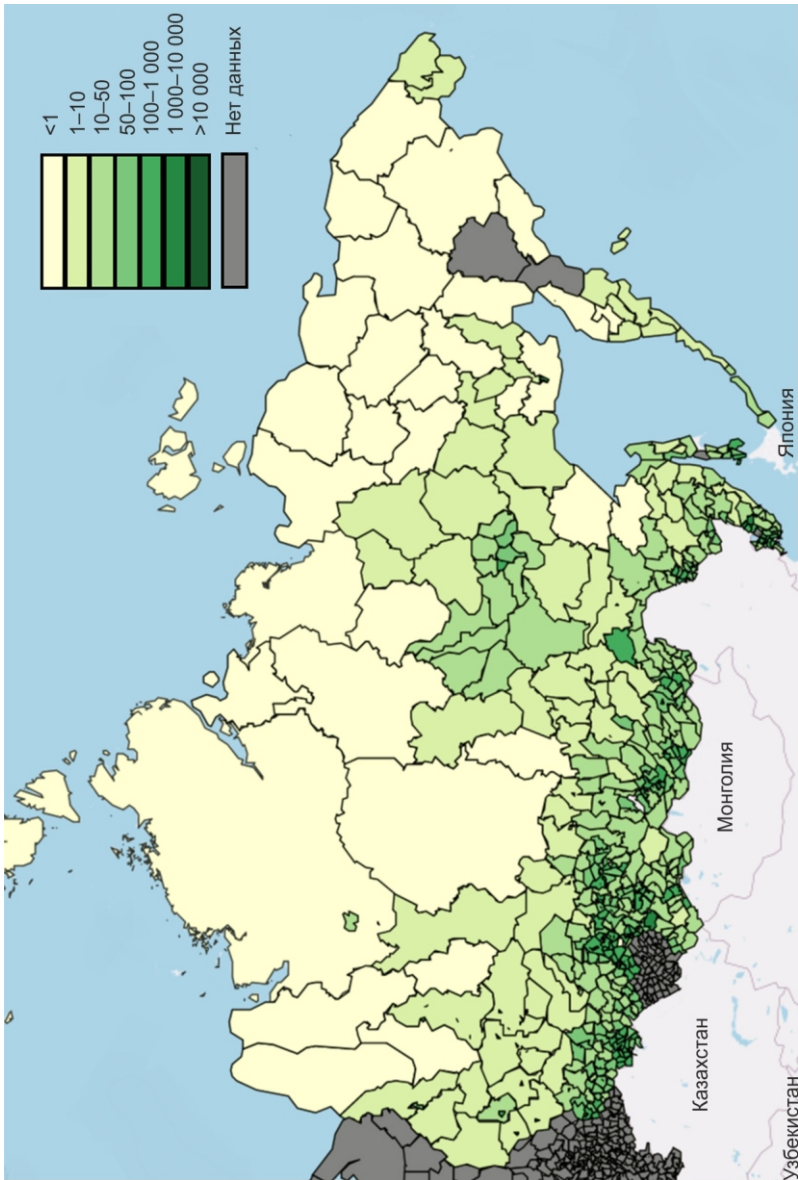 <1
1–10
10–50
50–100
100–1 000
1 000–10 000
>10 000
Нет данных
Япония
Монголия
Казахстан
Узбекистан